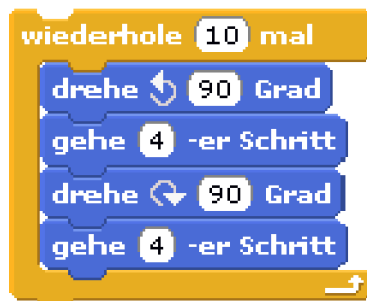 wiederhole 10 mal
drehe 90 Grad
gehe 4 -er Schritt
drehe 90 Grad
gehe 4 -er Schritt